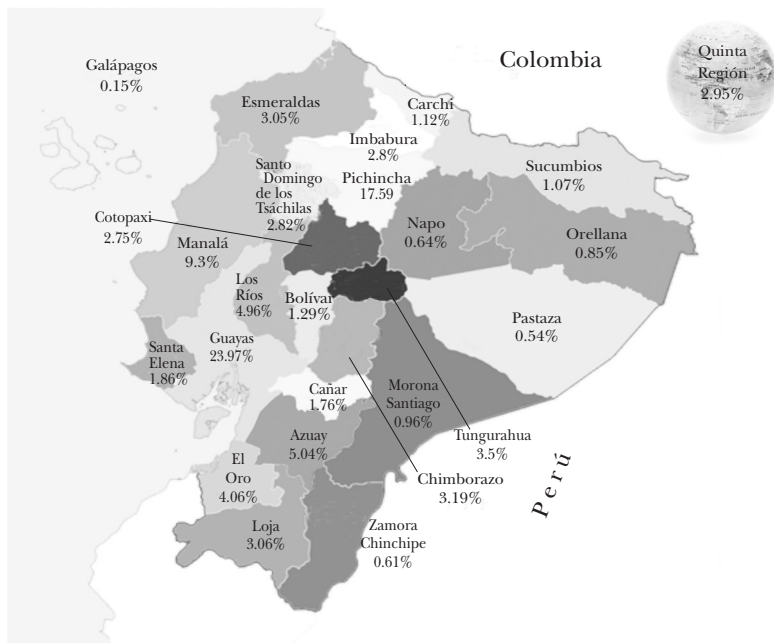 Colombia
Quinta
Región
2.95%
Galápagos
0.15%
Esmeraldas
3.05%
Carchi
1.12%
Imbabura
2.8%
Sucumbios
1.07%
Santo
Domingo
de los
Tsáchilas
2.82%
Pichincha
17.59
Cotopaxi
2.75%
Manalá
9.3%
Napo
0.64%
Orellana
0.85%
Los
Ríos
4.96%
Bolívar
1.29%
Pastaza
0.54%
Guayas
23.97%
Santa
Elena
1.86%
Cañar
1.76%
Morona
Santiago
0.96%
Azuay
5.04%
Tungurahua
3.5%
El
Oro
4.06%
Chimborazo
3.19%
Perú
Loja
3.06%
Zamora
Chinchipe
0.61%